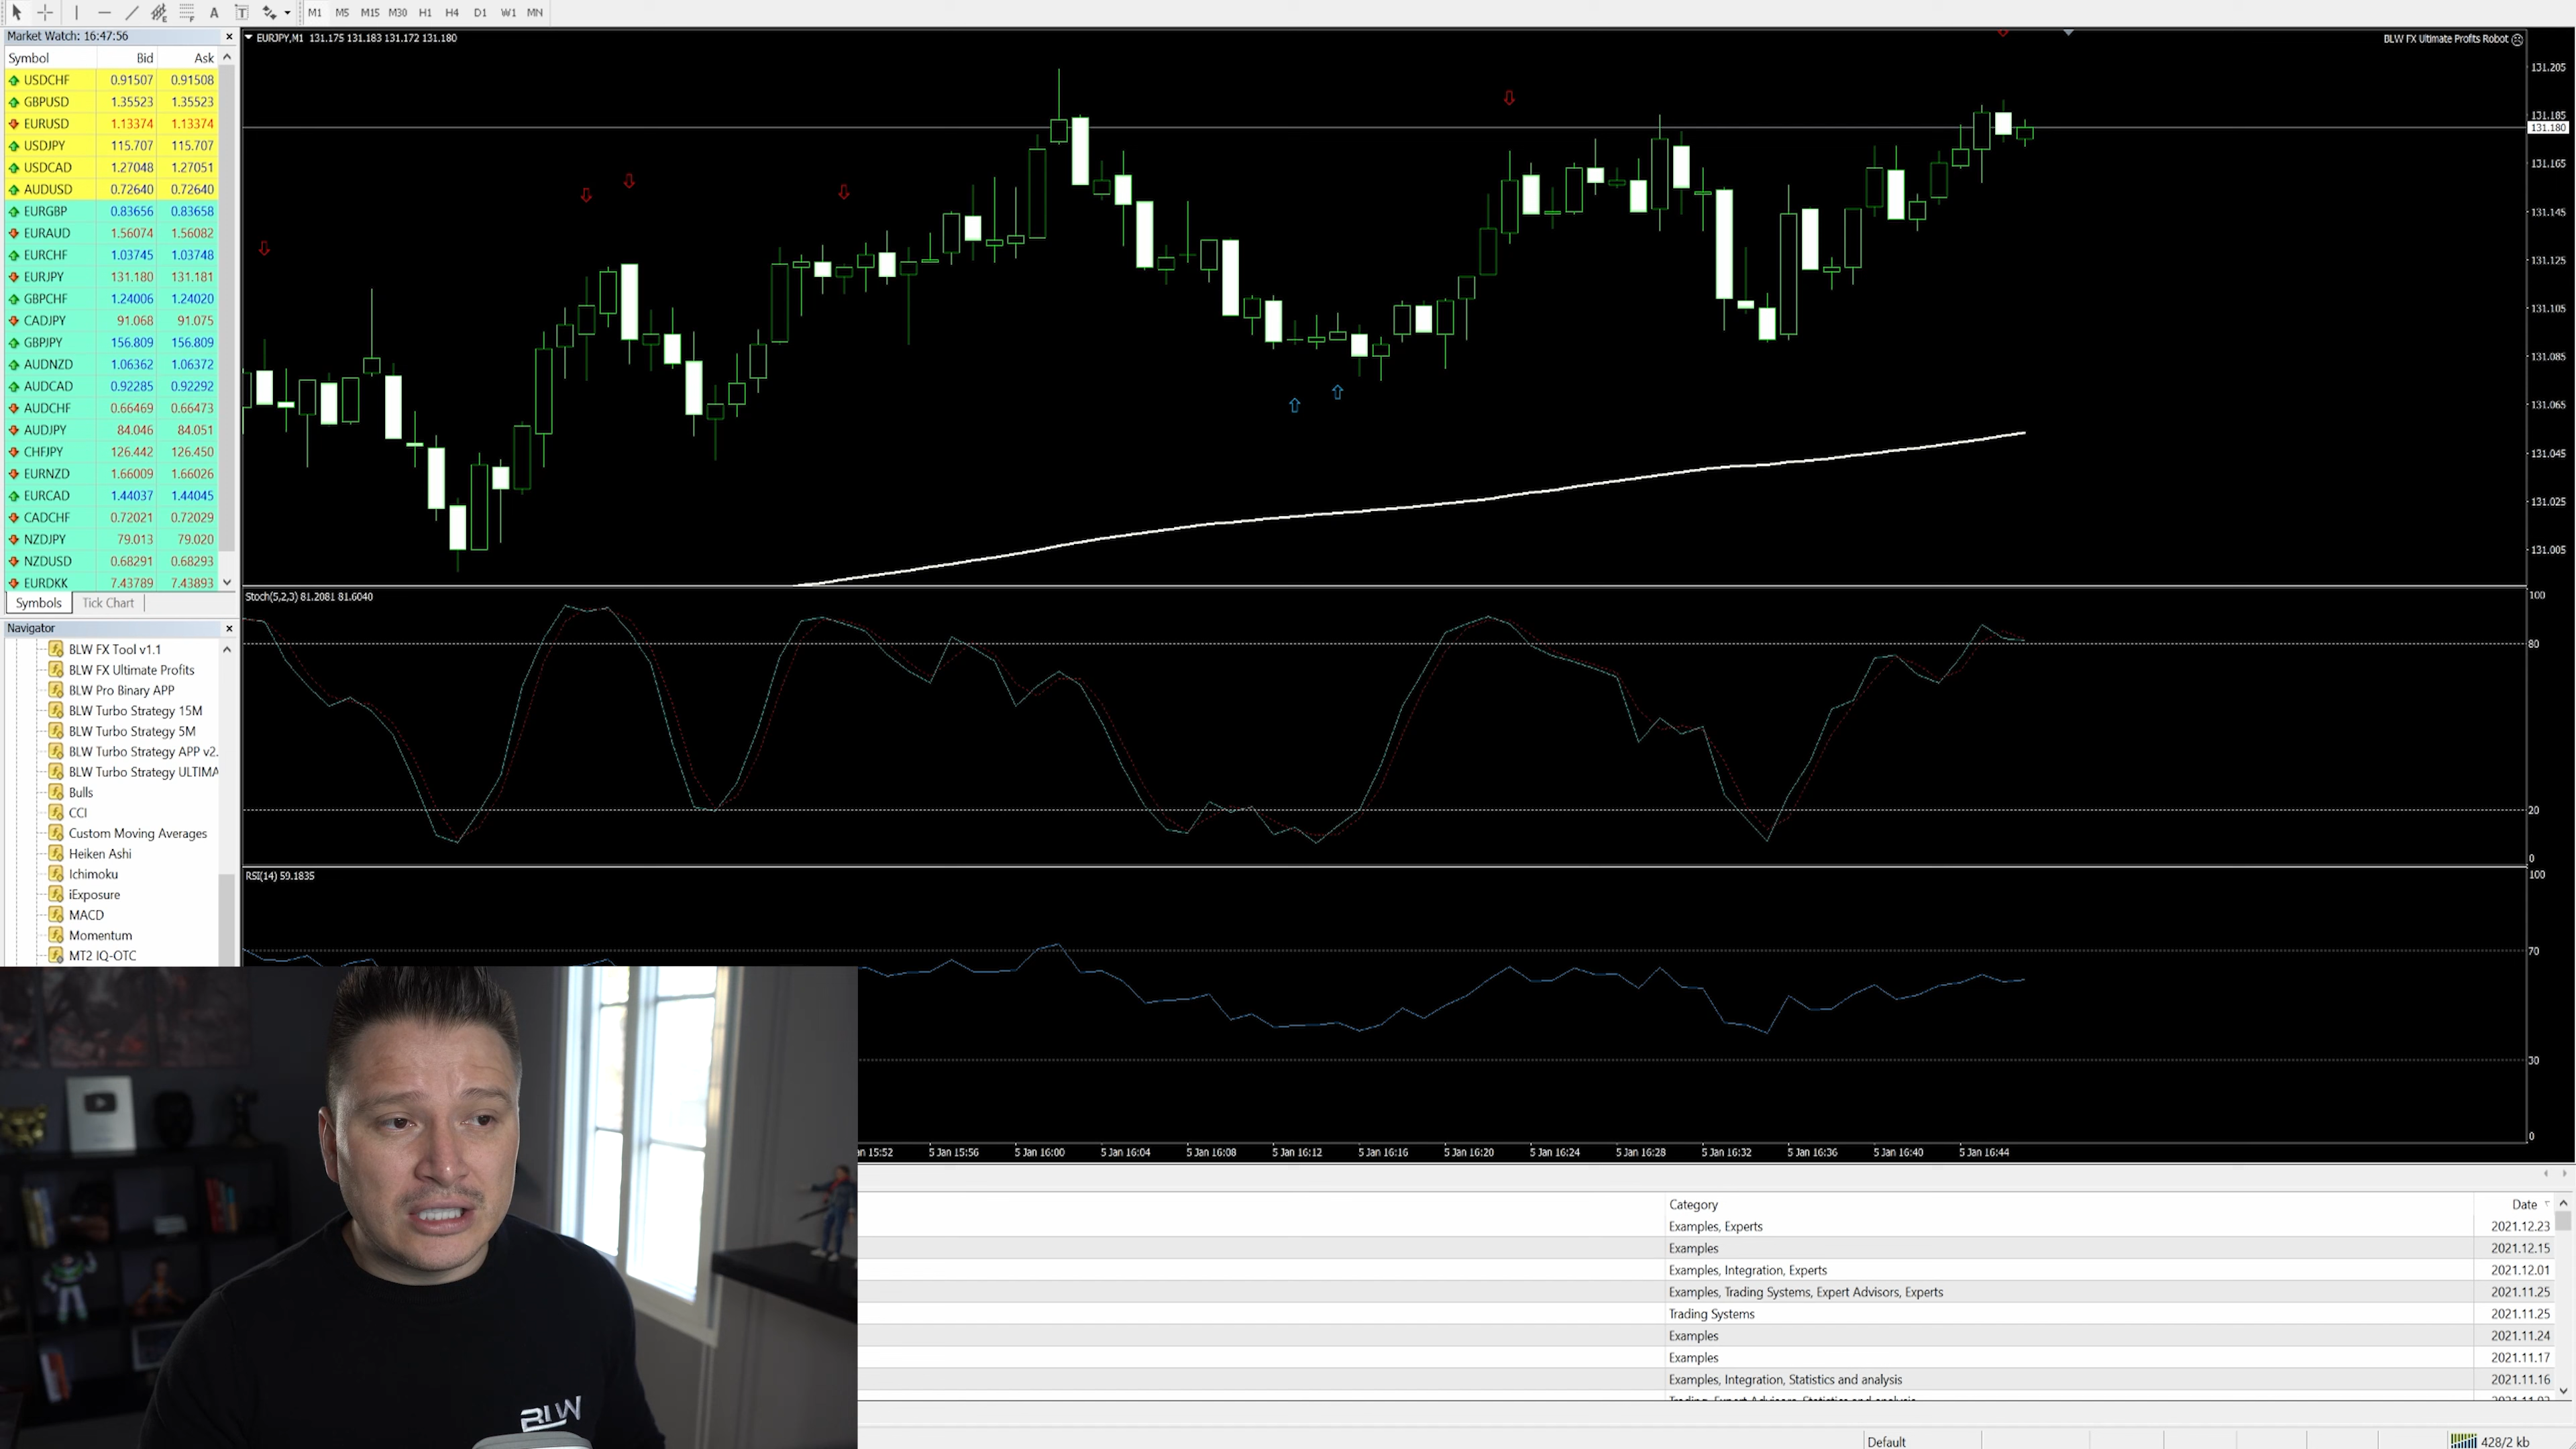 A T M1 M5 M15 M30 H1 H4 D1 W1 MN
Market Watch: 16:47:56
Symbol Bid Ask
USDCHF 0.91507 0.91508
GBPUSD 1.35523 1.35523
EURUSD 1.13374 1.13374
USDJPY 115.707 115.707
USDCAD 1.27048 1.27051
AUDUSD 0.72640 0.72640
EURGBP 0.83656 0.83658
EURAUD 1.56074 1.56082
EURCHF 1.03745 1.03748
EURJPY 131.180 131.181
GBPCHF 1.24006 1.24020
CADJPY 91.068 91.075
GBPJPY 156.809 156.809
AUDNZD 1.06362 1.06372
AUDCAD 0.92285 0.92292
AUDCHF 0.66469 0.66473
AUDJPY 84.046 84.051
CHFJPY 126.442 126.450
EURNZD 1.66009 1.66026
EURCAD 1.44037 1.44045
CADCHF 0.72021 0.72029
NZDJPY 79.013 79.020
NZDUSD 0.68291 0.68293
EURDKK 7.43789 7.43893
Symbols Tick Chart
Navigator
BLW FX Tool v1.1
BLW FX Ultimate Profits
BLW Pro Binary APP
BLW Turbo Strategy 15M
BLW Turbo Strategy 5M
BLW Turbo Strategy APP v2.
BLW Turbo Strategy ULTIMA
Bulls
CCI
Custom Moving Averages
Heiken Ashi
Ichimoku
iExposure
MACD
Momentum
MT2 IQ-OTC
EURJPY,M1 131.175 131.183 131.172 131.180
BLW FX Ultimate Profits Robot
131.205
131.185
131.180
131.165
131.145
131.125
131.105
131.085
131.065
131.045
131.025
131.005
Stoch(5,2,3) 81.2081 81.6040
100
80
20
0
RSI(14) 59.1835
100
70
30
0
an 15:52 5 Jan 15:56 5 Jan 16:00 5 Jan 16:04 5 Jan 16:08 5 Jan 16:12 5 Jan 16:16 5 Jan 16:20 5 Jan 16:24 5 Jan 16:28 5 Jan 16:32 5 Jan 16:36 5 Jan 16:40 5 Jan 16:44
Category Date
Examples, Experts 2021.12.23
Examples 2021.12.15
Examples, Integration, Experts 2021.12.01
Examples, Trading Systems, Expert Advisors, Experts 2021.11.25
Trading Systems 2021.11.25
Examples 2021.11.24
Examples 2021.11.17
Examples, Integration, Statistics and analysis 2021.11.16
BLW
Default 428/2 kb